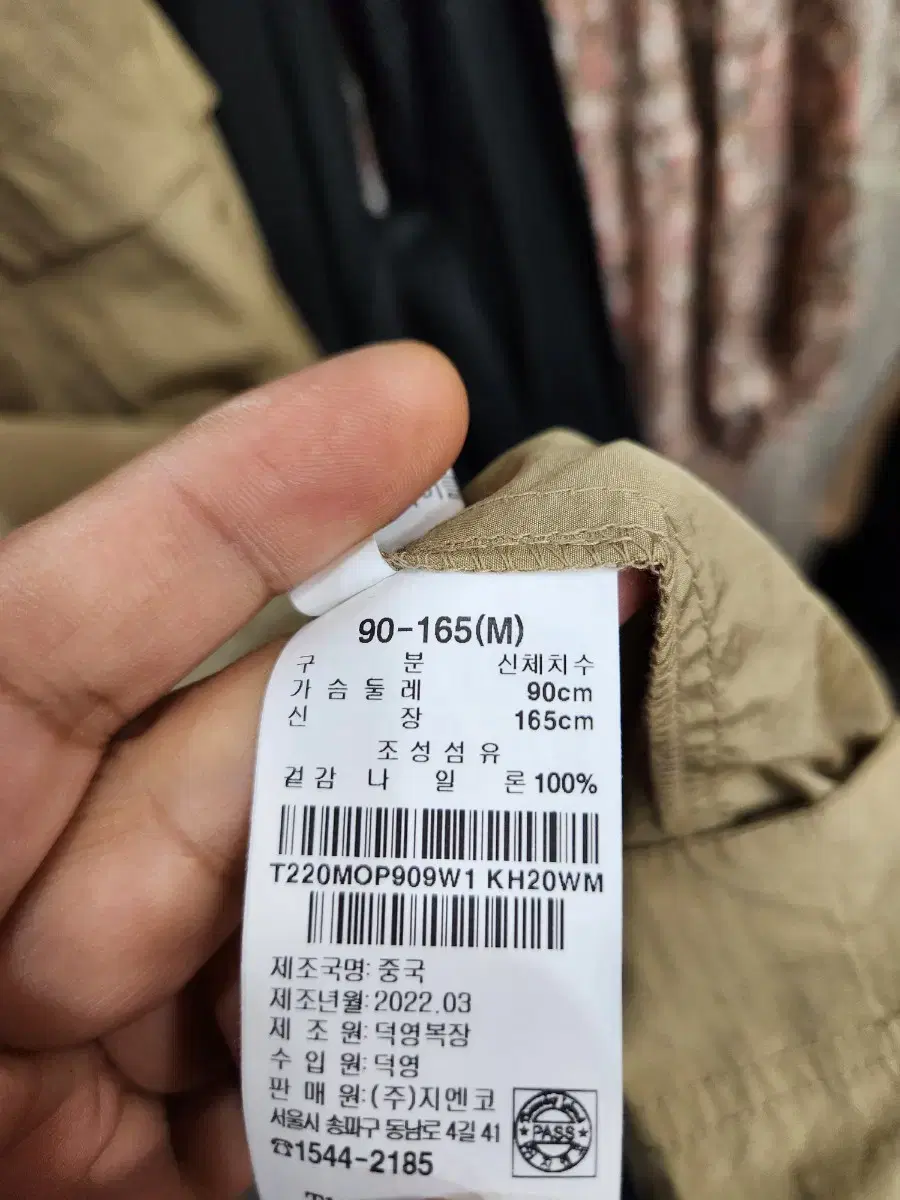 90-165(M)
구 분 신체치수
가슴둘레 90cm
신 장 165cm
조성섬유
겉감 나 일 론 100%
T220MOP909W1 KH20WM
제조국명: 중국
제조년월: 2022.03
제 조 원: 덕영복장
수 입 원: 덕영
판 매 원: (주)지엔코
서울시 송파구 동남로 4길 41
☎1544-2185
PASS